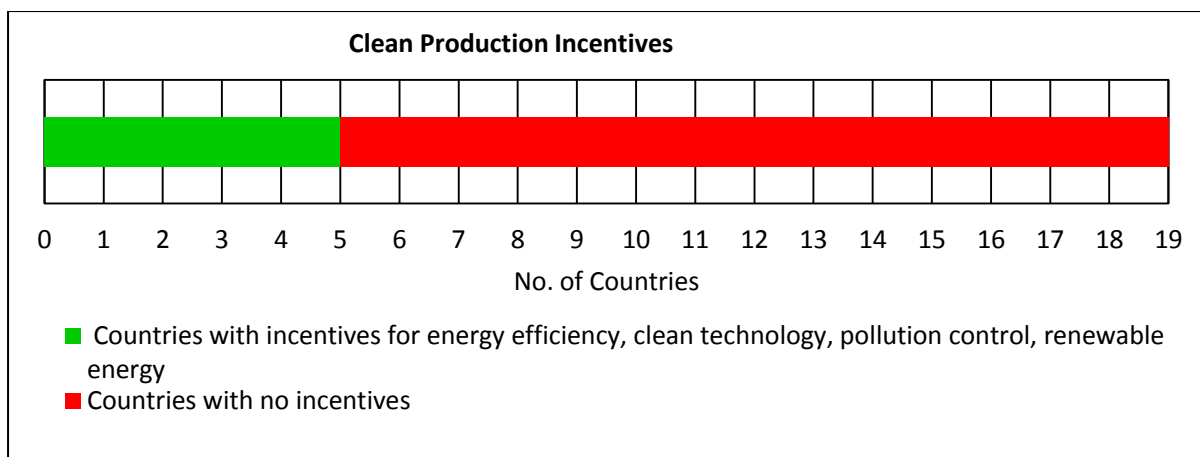 Clean Production Incentives
0 1 2 3 4 5 6 7 8 9 10 11 12 13 14 15 16 17 18 19
No. of Countries
Countries with incentives for energy efficiency, clean technology, pollution control, renewable
energy
Countries with no incentives